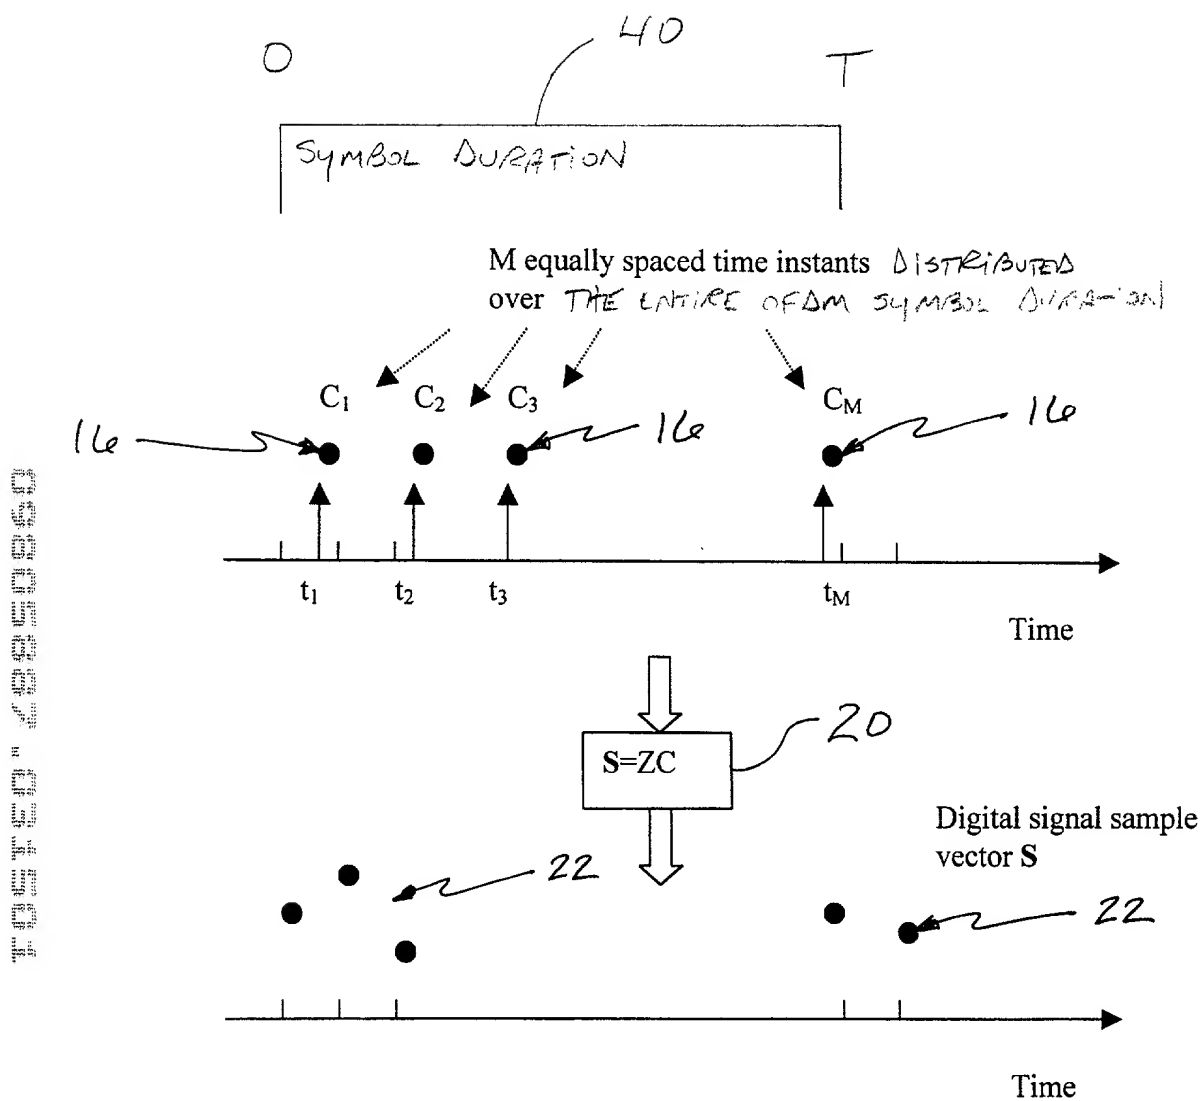 O
40
T
SYMBOL DURATION
M equally spaced time instants DISTRIBUTED
over THE ENTIRE OFDM SYMBOL DURATION
C1 C2 C3 CM
16 16 16
t1 t2 t3 tM
Time
20
S=ZC
Digital signal sample
vector S
22
22
Time